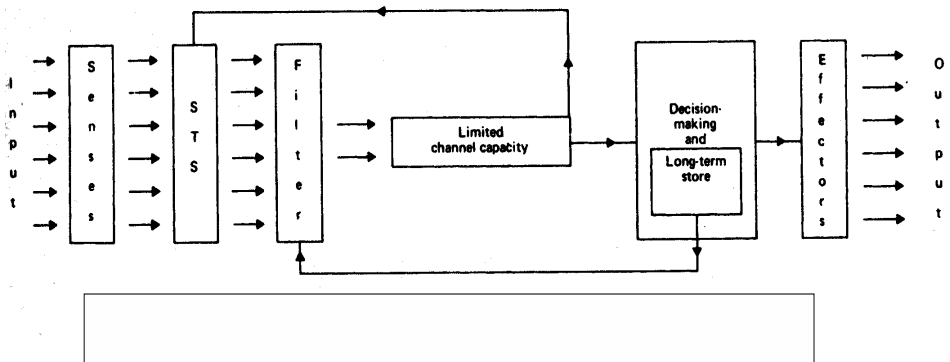 Input
Senses
STS
Filter
Limited
channel capacity
Decision-
making
and
Long-term
store
Effectors
Output